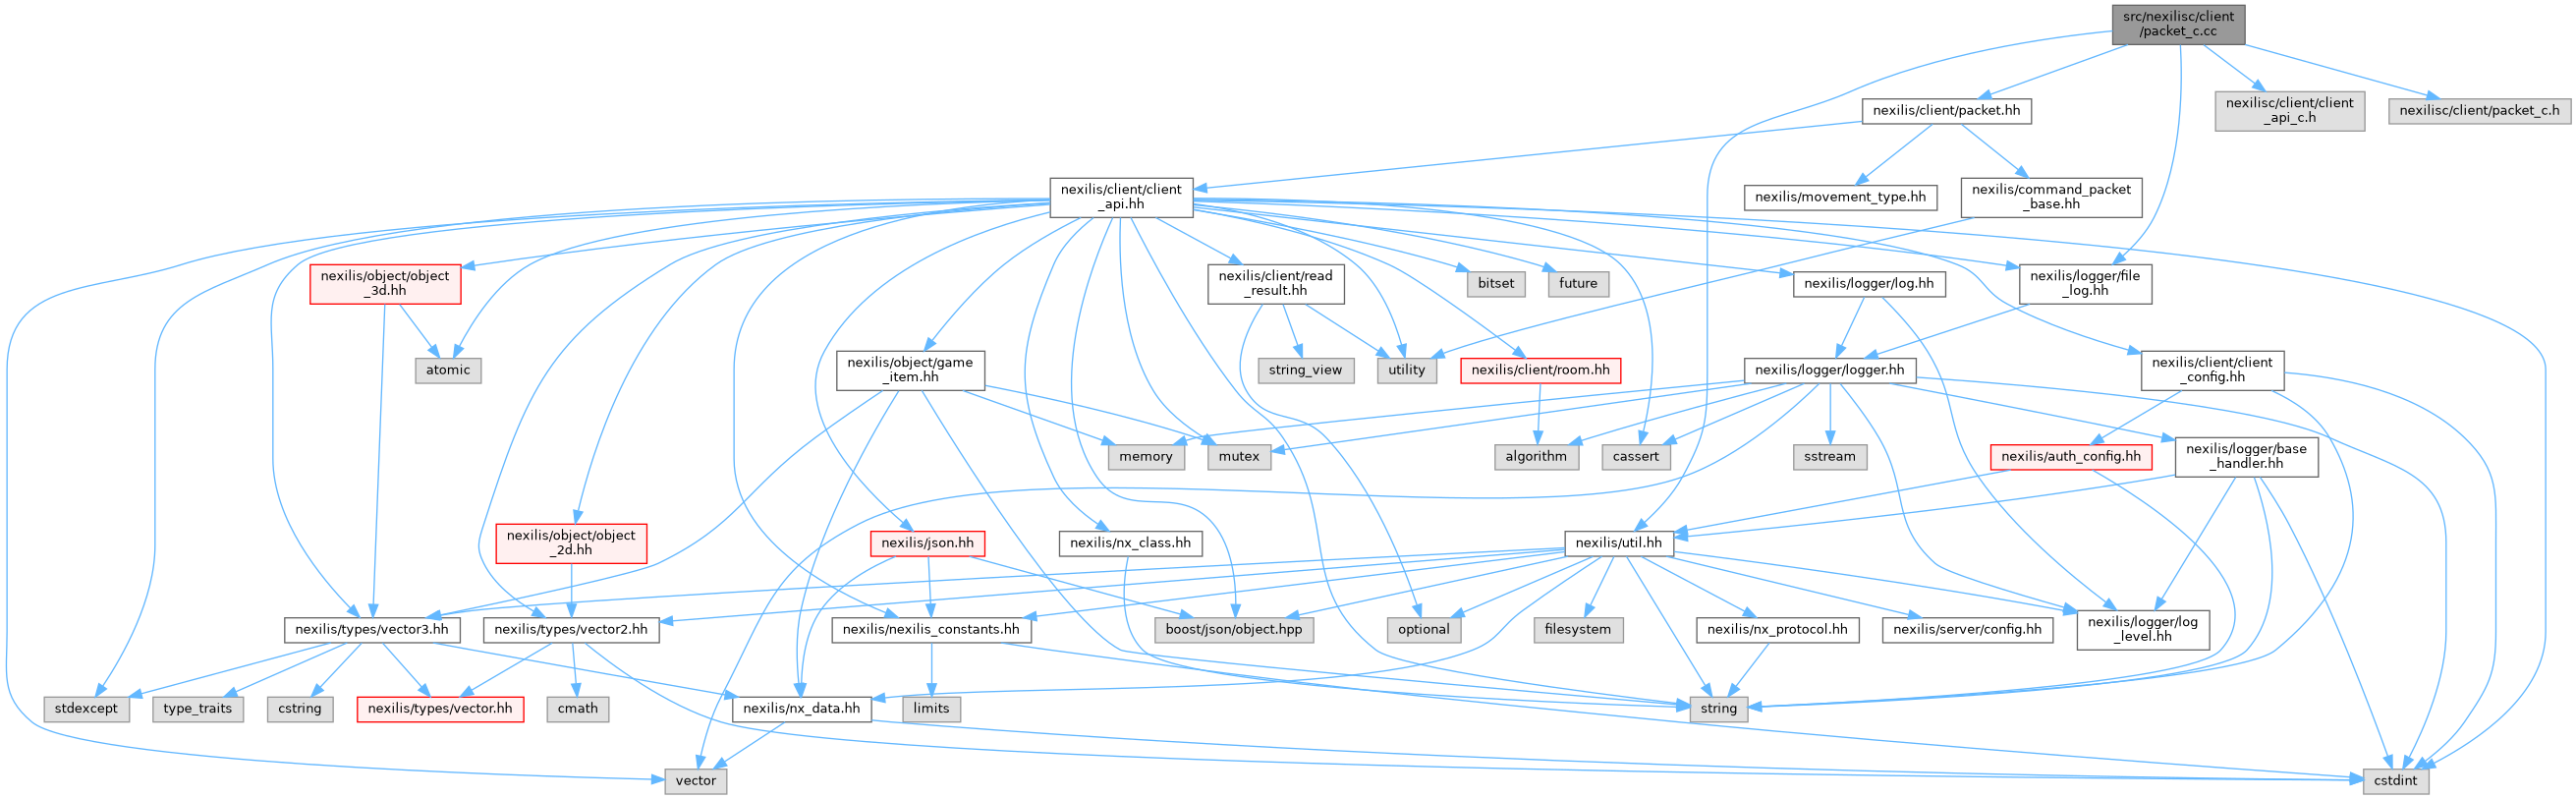 src/nexilisc/client
/packet_c.cc
nexilis/client/packet.hh
nexilisc/client/client
_api_c.h
nexilisc/client/packet_c.h
nexilis/client/client
_api.hh
nexilis/movement_type.hh
nexilis/command_packet
_base.hh
nexilis/object/object
_3d.hh
nexilis/client/read
_result.hh
bitset
future
nexilis/logger/log.hh
nexilis/logger/file
_log.hh
atomic
nexilis/object/game
_item.hh
string_view
utility
nexilis/client/room.hh
nexilis/logger/logger.hh
nexilis/client/client
_config.hh
memory
mutex
algorithm
cassert
sstream
nexilis/auth_config.hh
nexilis/logger/base
_handler.hh
nexilis/object/object
_2d.hh
nexilis/json.hh
nexilis/nx_class.hh
nexilis/util.hh
nexilis/types/vector3.hh
nexilis/types/vector2.hh
nexilis/nexilis_constants.hh
boost/json/object.hpp
optional
filesystem
nexilis/nx_protocol.hh
nexilis/server/config.hh
nexilis/logger/log
_level.hh
stdexcept
type_traits
cstring
nexilis/types/vector.hh
cmath
nexilis/nx_data.hh
limits
string
vector
cstdint